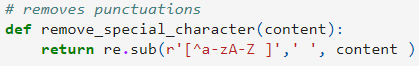 # removes punctuations
def remove_special_character(content):
    return re.sub(r'[^a-zA-Z ]',' ', content )